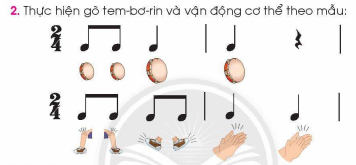 2. Thực hiện gõ tem-bơ-rin và vận động cơ thể theo mẫu:
2
4
2
4